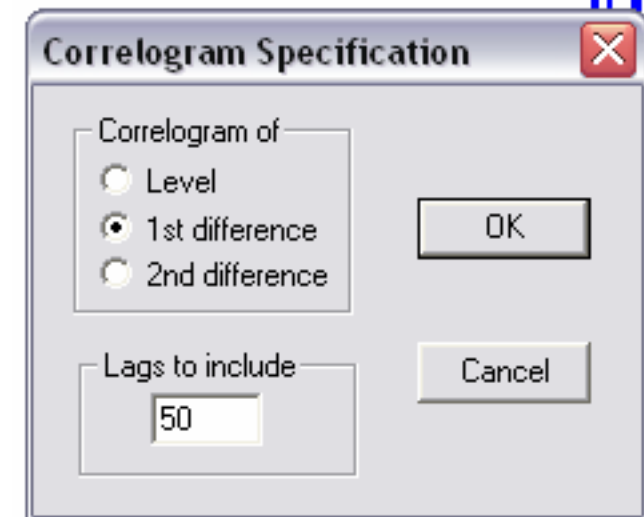 Correlogram Specification
Correlogram of
Level
1st difference
2nd difference
OK
Lags to include
50
Cancel